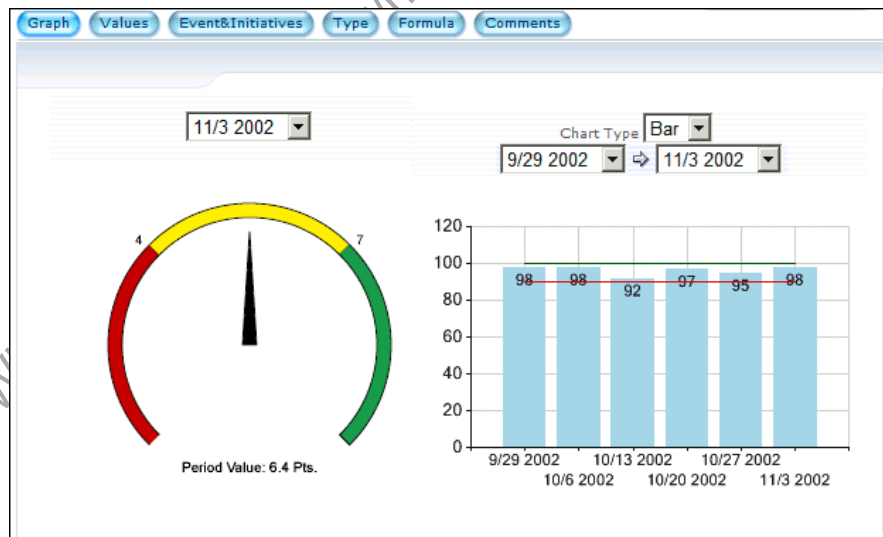 Graph Values Event&Initiatives Type Formula Comments
11/3 2002
Chart Type Bar
9/29 2002 11/3 2002
4 7
Period Value: 6.4 Pts.
120
100
80
60
40
20
0
98 98 92 97 95 98
9/29 2002 10/13 2002 10/27 2002
10/6 2002 10/20 2002 11/3 2002